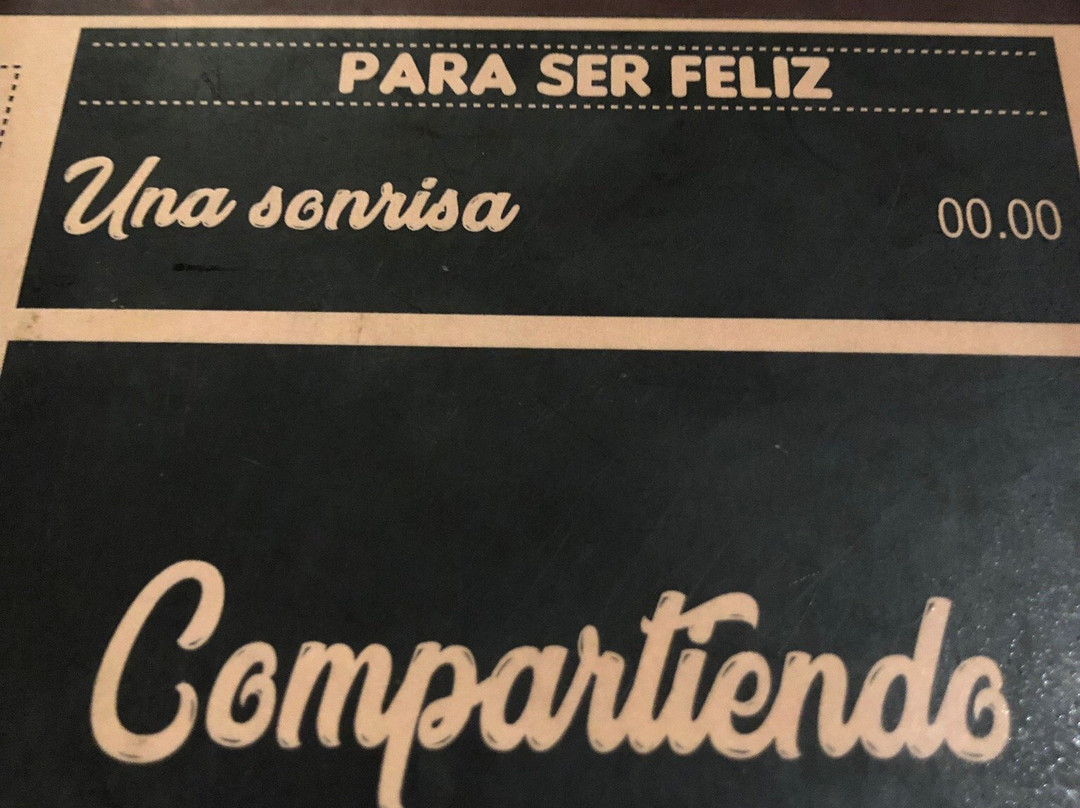 PARA SER FELIZ
Una sonrisa 00.00
Compartiendo